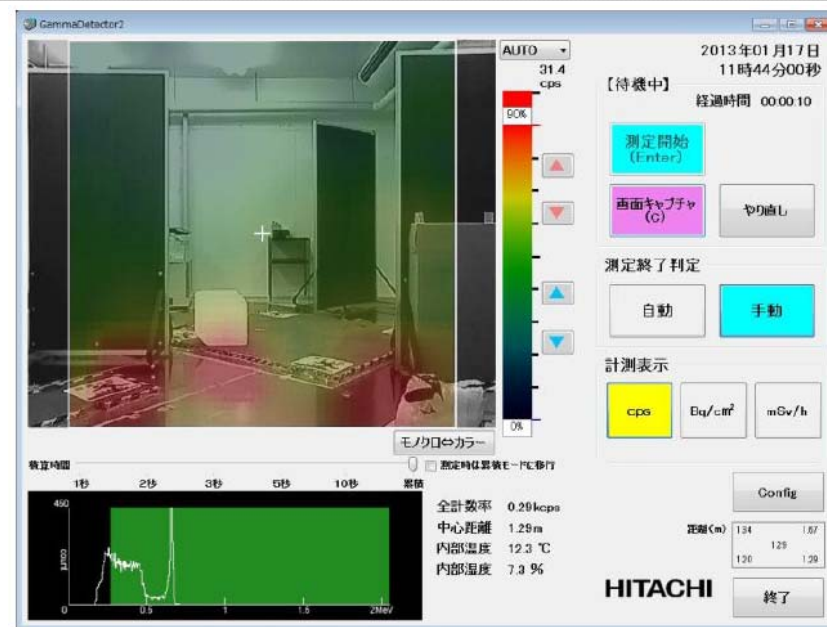 GammaDetector2
AUTO
31.4
cps
90%
0%
モノクロ⇔カラー
2013年01月17日
11時44分00秒
【待機中】
経過時間 00:00:10
測定開始
(Enter)
画面キャプチャ
(C)
やり直し
測定終了判定
自動
手動
計測表示
cps
Bq/cm²
mSv/h
積算時間
測定時は累積モードに移行
1秒
2秒
3秒
5秒
10秒
累積
450
count
0
0.5
1
1.5
2MeV
全計数率 0.29kcps
中心距離 1.29m
内部温度 12.3 ℃
内部湿度 7.3 %
Config
距離(m)
1.34
1.67
1.29
1.20
1.29
HITACHI
終了